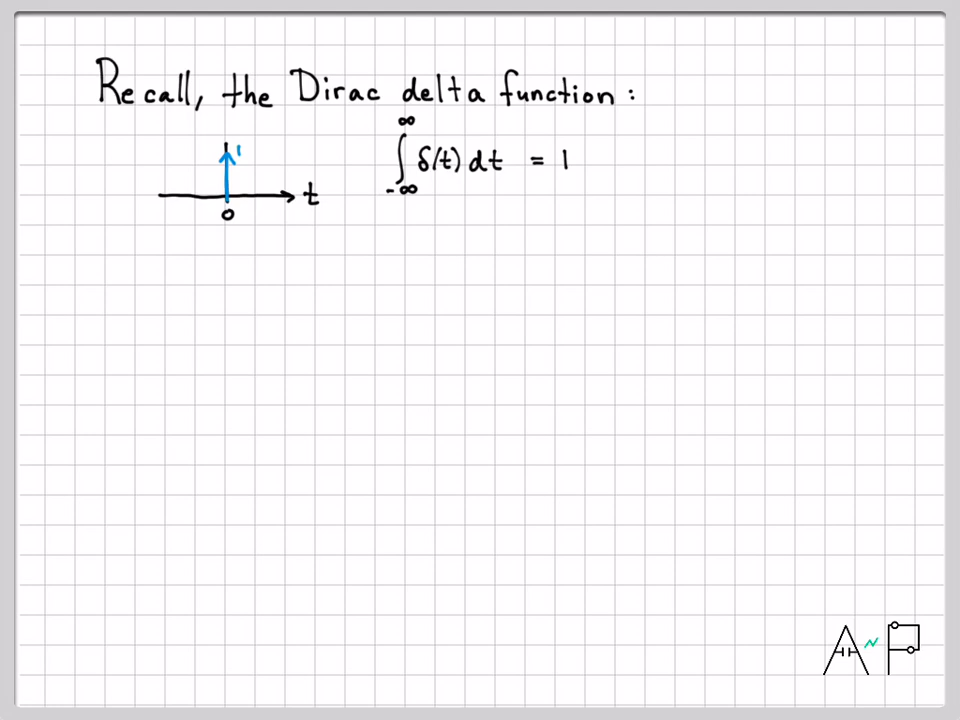 Recall, the Dirac delta function:
1
∫_{-∞}^{∞} δ(t) dt = 1
t
0
A P